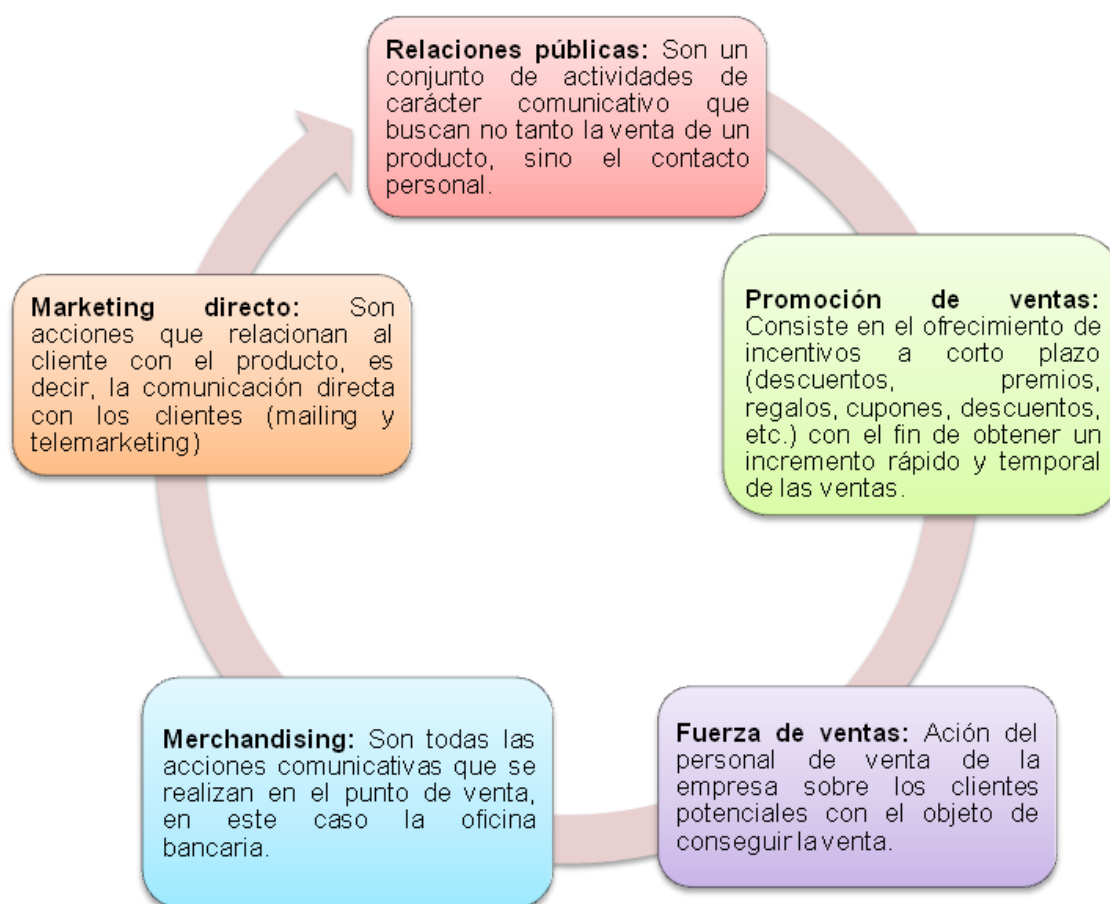 Relaciones públicas: Son un
conjunto de actividades de
carácter comunicativo que
buscan no tanto la venta de un
producto, sino el contacto
personal.
Promoción de ventas:
Consiste en el ofrecimiento de
incentivos a corto plazo
(descuentos, premios,
regalos, cupones, descuentos,
etc.) con el fin de obtener un
incremento rápido y temporal
de las ventas.
Fuerza de ventas: Ación del
personal de venta de la
empresa sobre los clientes
potenciales con el objeto de
conseguir la venta.
Merchandising: Son todas las
acciones comunicativas que se
realizan en el punto de venta,
en este caso la oficina
bancaria.
Marketing directo: Son
acciones que relacionan al
cliente con el producto, es
decir, la comunicación directa
con los clientes (mailing y
telemarketing)